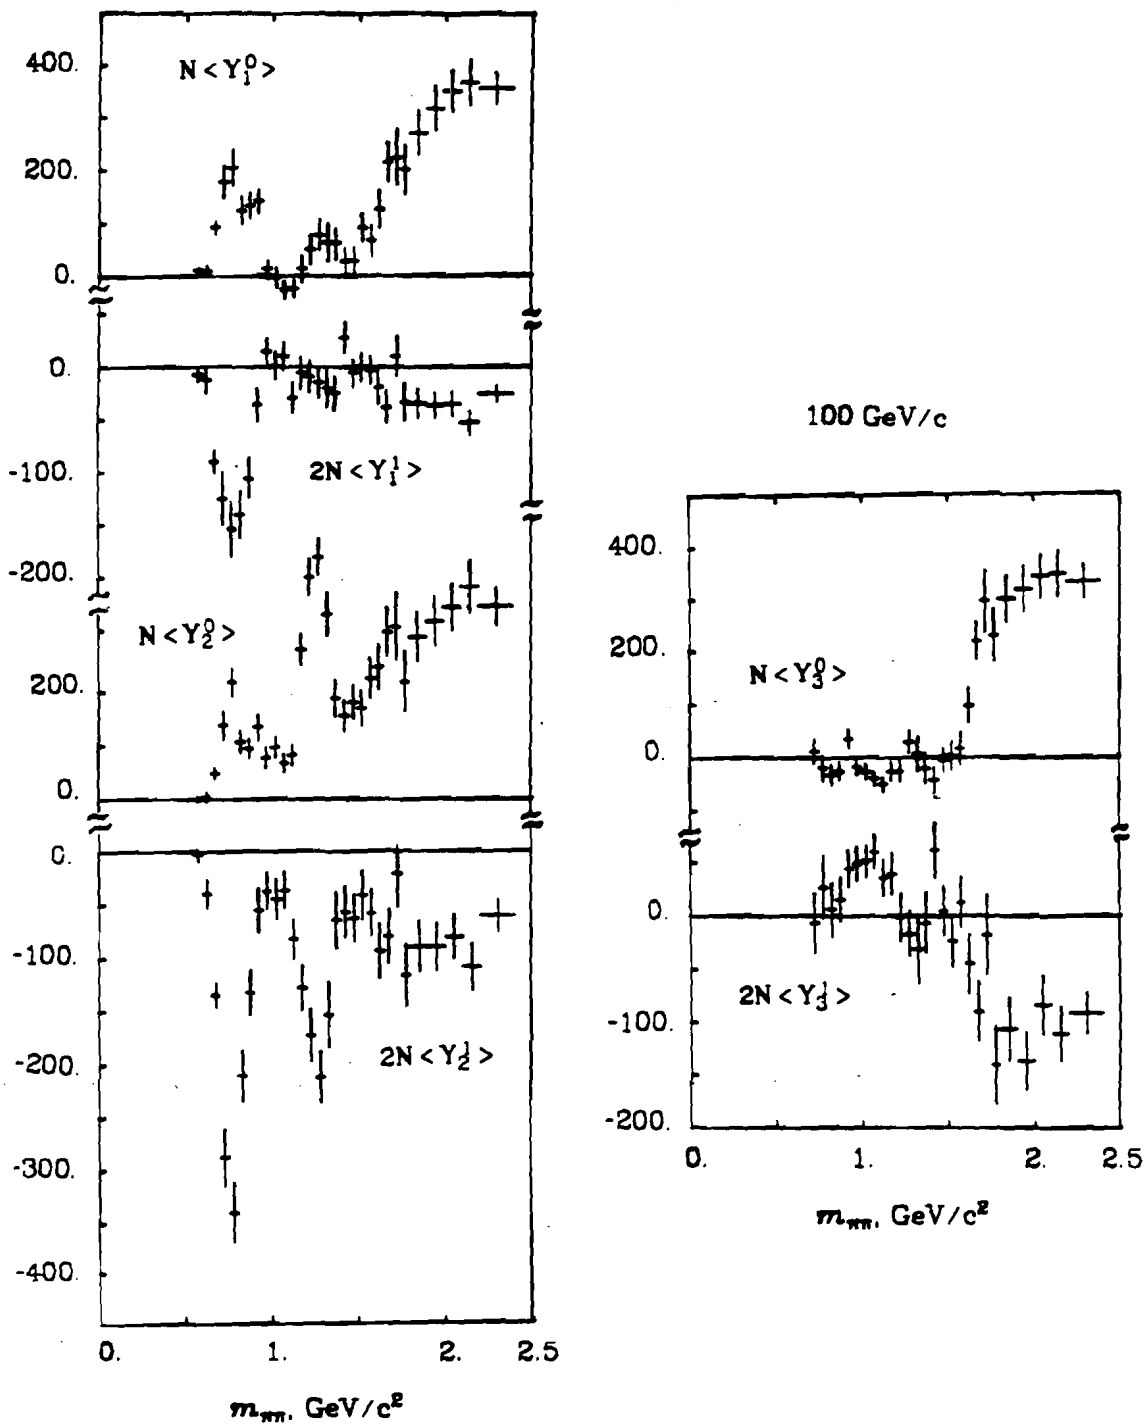 400.
N<Y₁⁰>
200.
0.
0.
-100.
2N<Y₁¹>
-200.
N<Y₂⁰>
200.
0.
0.
-100.
-200.
2N<Y₂¹>
-300.
-400.
0. 1. 2. 2.5
mππ, GeV/c²
100 GeV/c
400.
200.
N<Y₃⁰>
0.
0.
2N<Y₃¹>
-100.
-200.
0. 1. 2. 2.5
mππ, GeV/c²